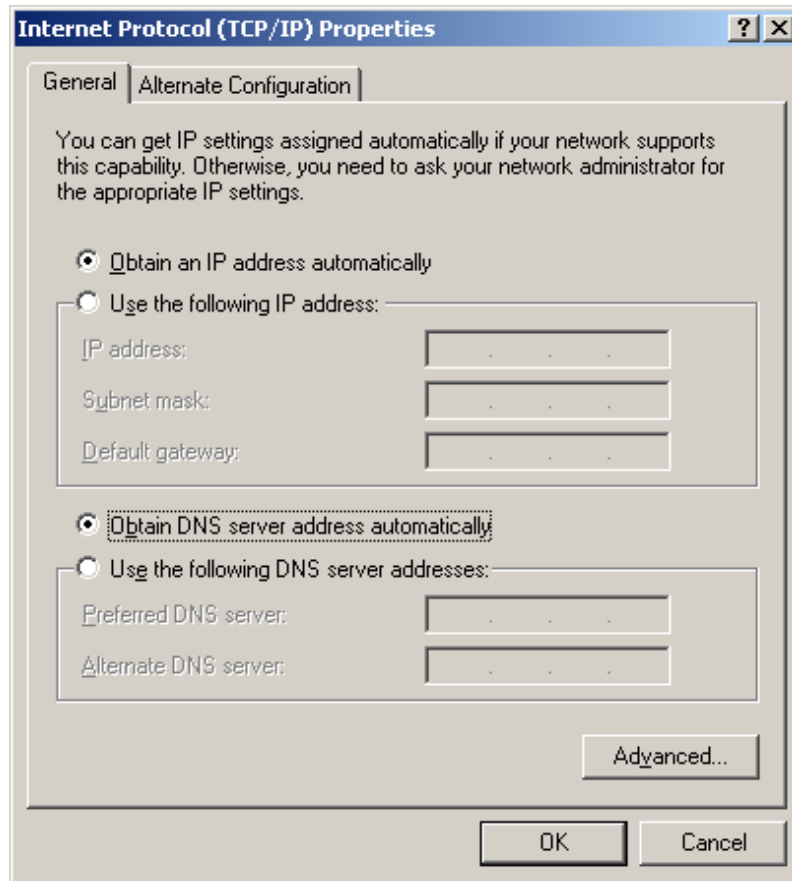 Internet Protocol (TCP/IP) Properties
General
Alternate Configuration
You can get IP settings assigned automatically if your network supports
this capability. Otherwise, you need to ask your network administrator for
the appropriate IP settings.
Obtain an IP address automatically
Use the following IP address:
IP address:
Subnet mask:
Default gateway:
Obtain DNS server address automatically
Use the following DNS server addresses:
Preferred DNS server:
Alternate DNS server:
Advanced...
OK
Cancel